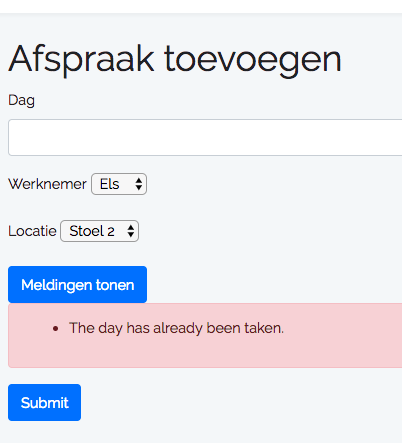 Afspraak toevoegen
Dag
Werknemer Els
Locatie Stoel 2
Meldingen tonen
The day has already been taken.
Submit